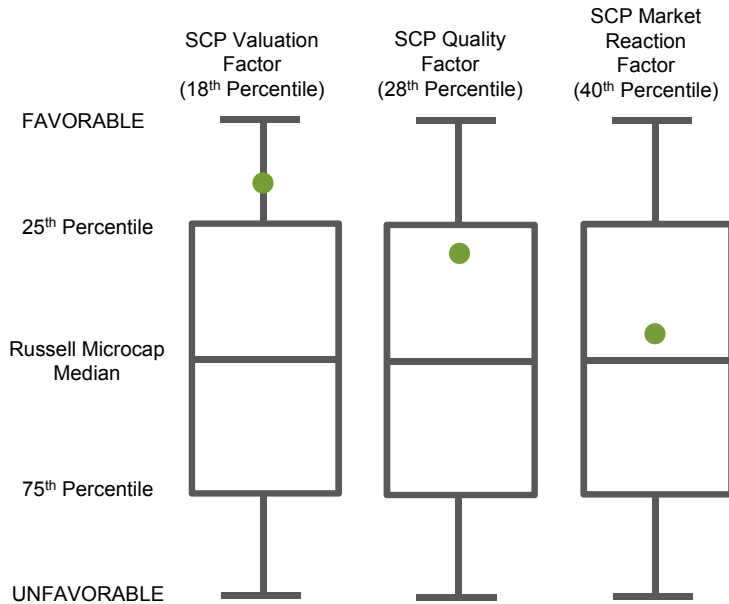 SCP Valuation
Factor
(18th Percentile)
SCP Quality
Factor
(28th Percentile)
SCP Market
Reaction
Factor
(40th Percentile)
FAVORABLE
25th Percentile
Russell Microcap
Median
75th Percentile
UNFAVORABLE